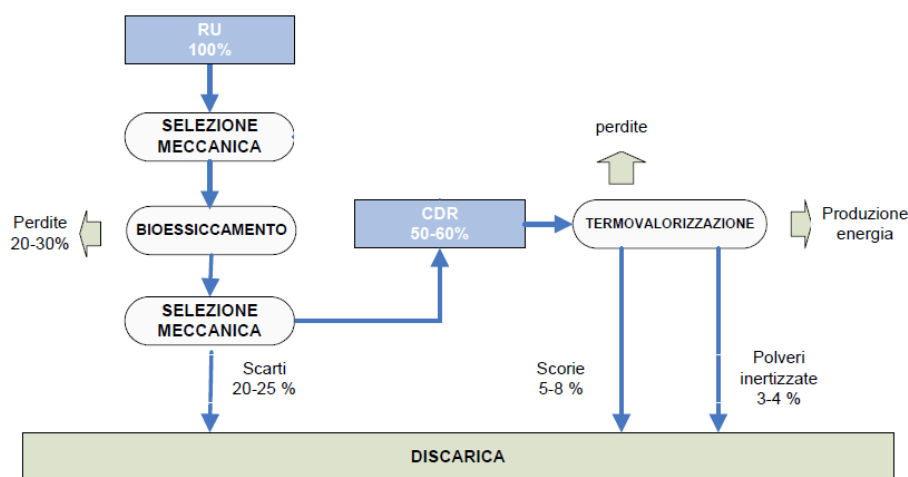 RU
100%
SELEZIONE
MECCANICA
perdite
Perdite
20-30%
BIOESSICCAMENTO
CDR
50-60%
TERMOVALORIZZAZIONE
Produzione
energia
SELEZIONE
MECCANICA
Scarti
20-25 %
Scorie
5-8 %
Polveri
inertizzate
3-4 %
DISCARICA